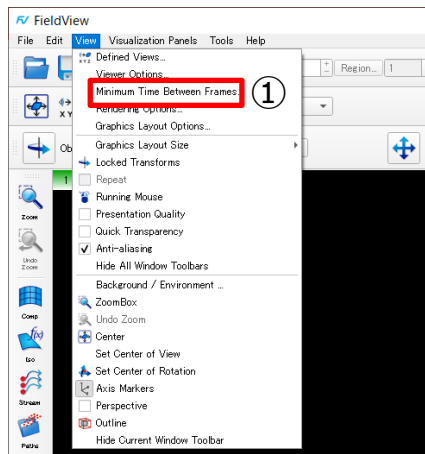 FieldView
File Edit View Visualization Panels Tools Help
Defined Views...
Viewer Options...
Region... 1
Minimum Time Between Frames.
①
Rendering Options...
Graphics Layout Options...
Graphics Layout Size
Locked Transforms
Repeat
Running Mouse
Presentation Quality
Quick Transparency
Anti-aliasing
Hide All Window Toolbars
Background / Environment ...
ZoomBox
Undo Zoom
Center
Set Center of View
Set Center of Rotation
Axis Markers
Perspective
Outline
Hide Current Window Toolbar
X Y
Ob
1
Zoom
Undo
Zoom
Comp
f(x)
Iso
Stream
Paths